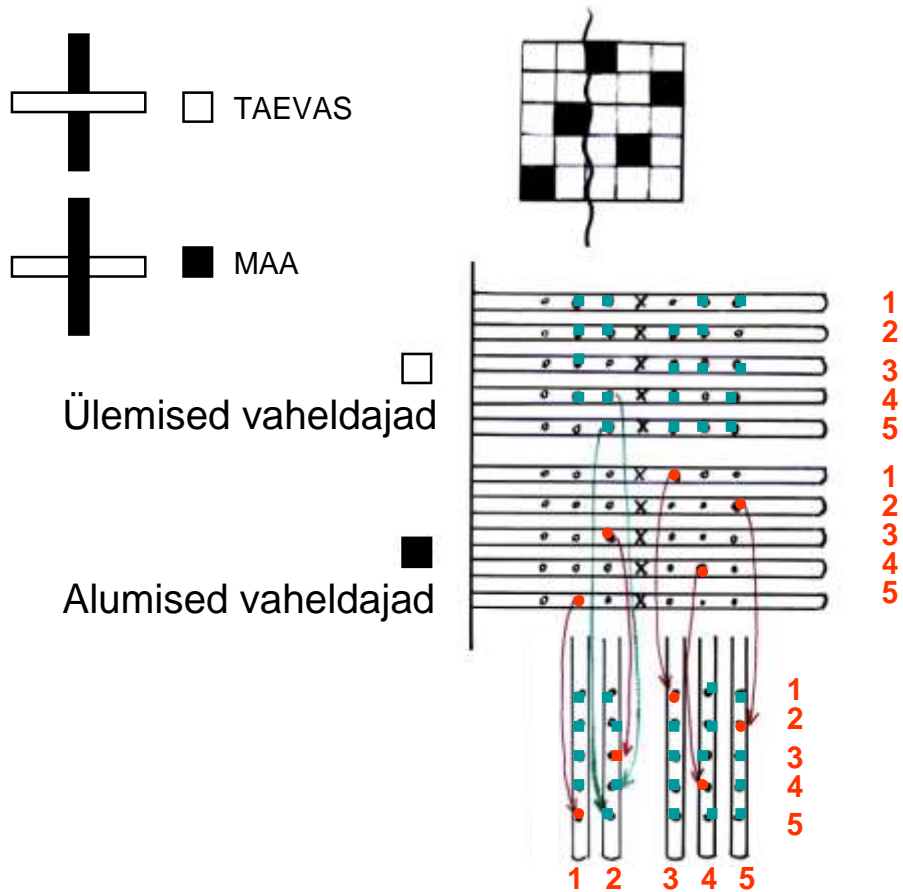 TAEVAS
MAA
Ülemised vaheldajad
X
1
X
2
X
3
X
4
X
5
Alumised vaheldajad
X
1
X
2
X
3
X
4
X
5
1
2
3
4
5
1 2 3 4 5